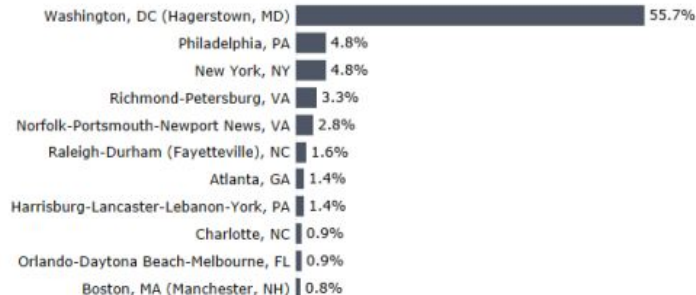 Washington, DC (Hagerstown, MD) 55.7%
Philadelphia, PA 4.8%
New York, NY 4.8%
Richmond-Petersburg, VA 3.3%
Norfolk-Portsmouth-Newport News, VA 2.8%
Raleigh-Durham (Fayetteville), NC 1.6%
Atlanta, GA 1.4%
Harrisburg-Lancaster-Lebanon-York, PA 1.4%
Charlotte, NC 0.9%
Orlando-Daytona Beach-Melbourne, FL 0.9%
Boston, MA (Manchester, NH) 0.8%